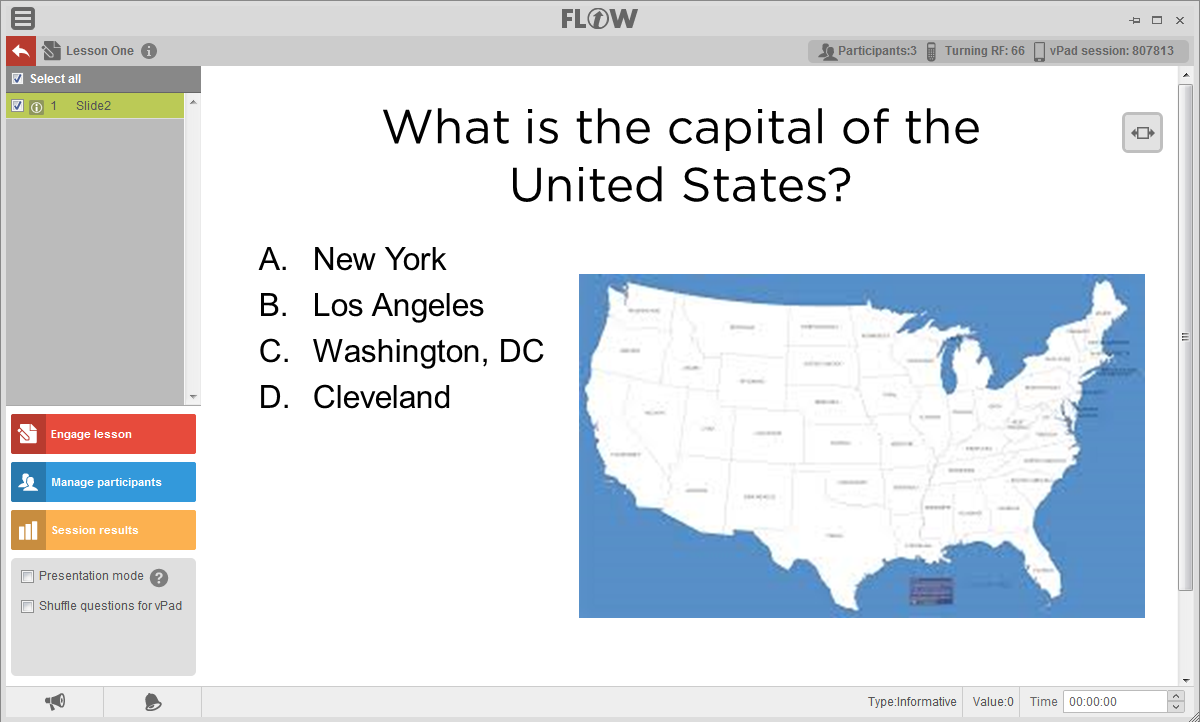 FLOW
Lesson One
Participants:3
Turning RF: 66
vPad session: 807813
Select all
1 Slide2
What is the capital of the
United States?
A. New York
B. Los Angeles
C. Washington, DC
D. Cleveland
Engage lesson
Manage participants
Session results
Presentation mode ?
Shuffle questions for vPad
Type:Informative
Value:0
Time 00:00:00